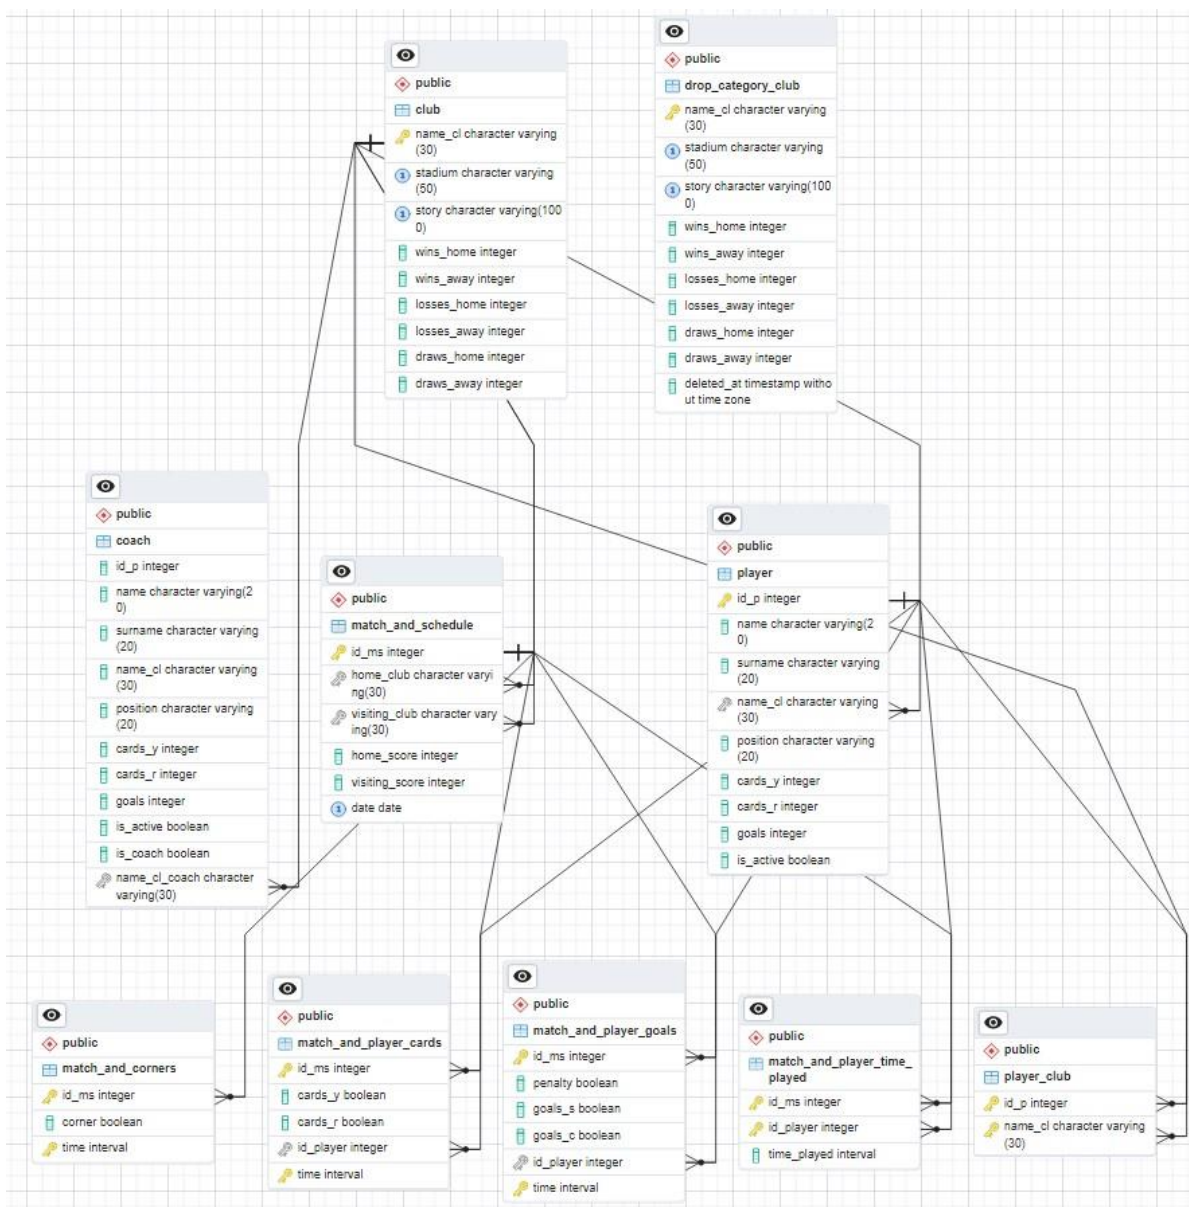 public
club
name_cl character varying
(30)
stadium character varying
(50)
story character varying(100
0)
wins_home integer
wins_away integer
losses_home integer
losses_away integer
draws_home integer
draws_away integer
public
drop_category_club
name_cl character varying
(30)
stadium character varying
(50)
story character varying(100
0)
wins_home integer
wins_away integer
losses_home integer
losses_away integer
draws_home integer
draws_away integer
deleted_at timestamp witho
ut time zone
public
coach
id_p integer
name character varying(2
0)
surname character varying
(20)
name_cl character varying
(30)
position character varying
(20)
cards_y integer
cards_r integer
goals integer
is_active boolean
is_coach boolean
name_cl_coach character
varying(30)
public
match_and_schedule
id_ms integer
home_club character varyi
ng(30)
visiting_club character vary
ing(30)
home_score integer
visiting_score integer
date date
public
player
id_p integer
name character varying(2
0)
surname character varying
(20)
name_cl character varying
(30)
position character varying
(20)
cards_y integer
cards_r integer
goals integer
is_active boolean
public
match_and_corners
id_ms integer
corner boolean
time interval
public
match_and_player_cards
id_ms integer
cards_y boolean
cards_r boolean
id_player integer
time interval
public
match_and_player_goals
id_ms integer
penalty boolean
goals_s boolean
goals_c boolean
id_player integer
time interval
public
match_and_player_time_
played
id_ms integer
id_player integer
time_played interval
public
player_club
id_p integer
name_cl character varying
(30)